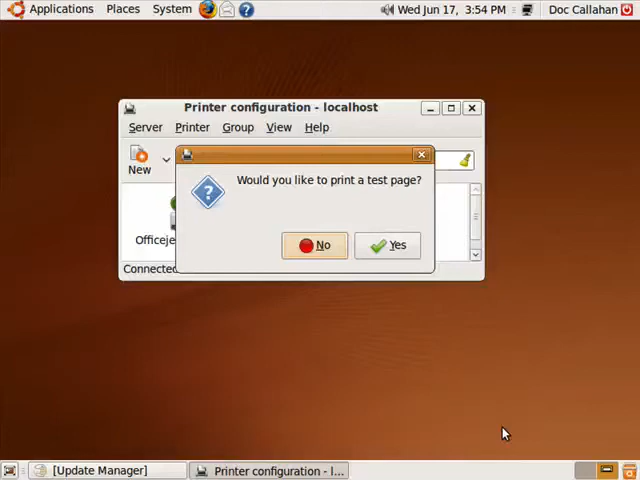 Applications Places System Wed Jun 17, 3:54 PM Doc Callahan
Printer configuration - localhost
Server Printer Group View Help
New
Would you like to print a test page?
No Yes
Officeje
Connected
[Update Manager] Printer configuration - l...